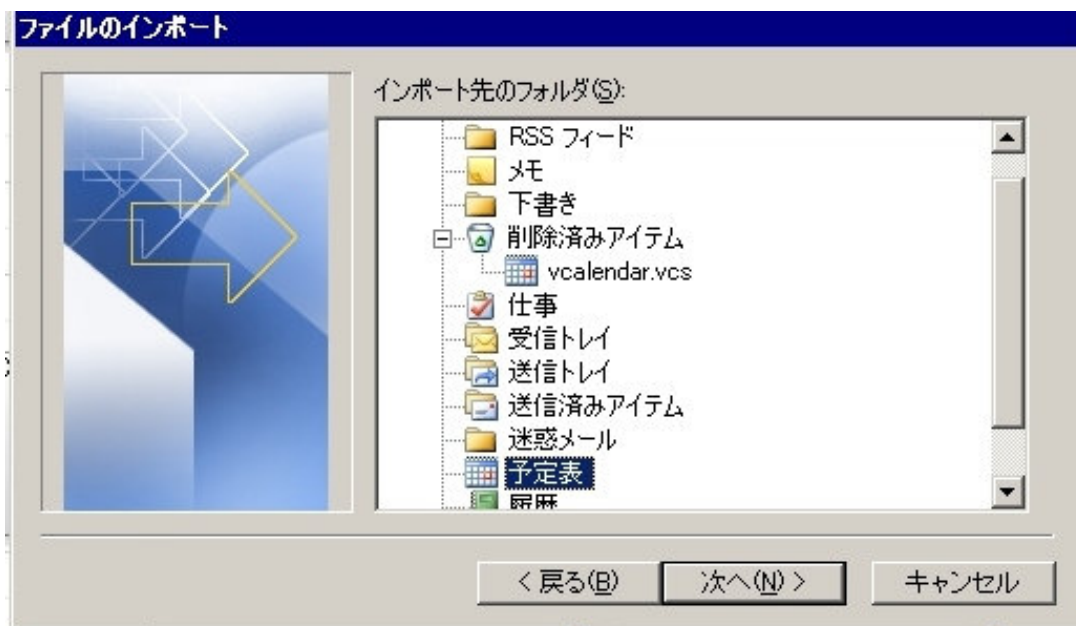 ファイルのインポート
インポート先のフォルダ(S):
RSS フィード
メモ
下書き
削除済みアイテム
vcalendar.vcs
仕事
受信トレイ
送信トレイ
送信済みアイテム
迷惑メール
予定表
履歴
< 戻る(B)
次へ(N) >
キャンセル